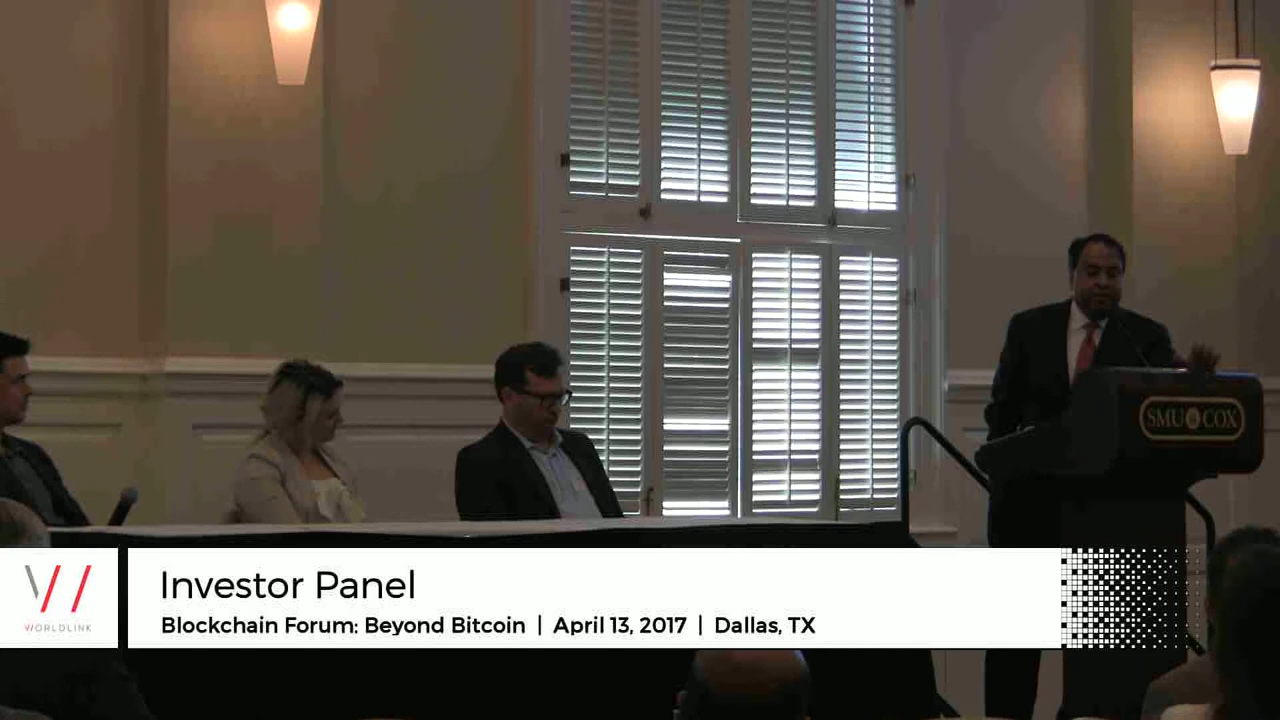 SMU COX
Investor Panel
Blockchain Forum: Beyond Bitcoin | April 13, 2017 | Dallas, TX
WORLDLINK